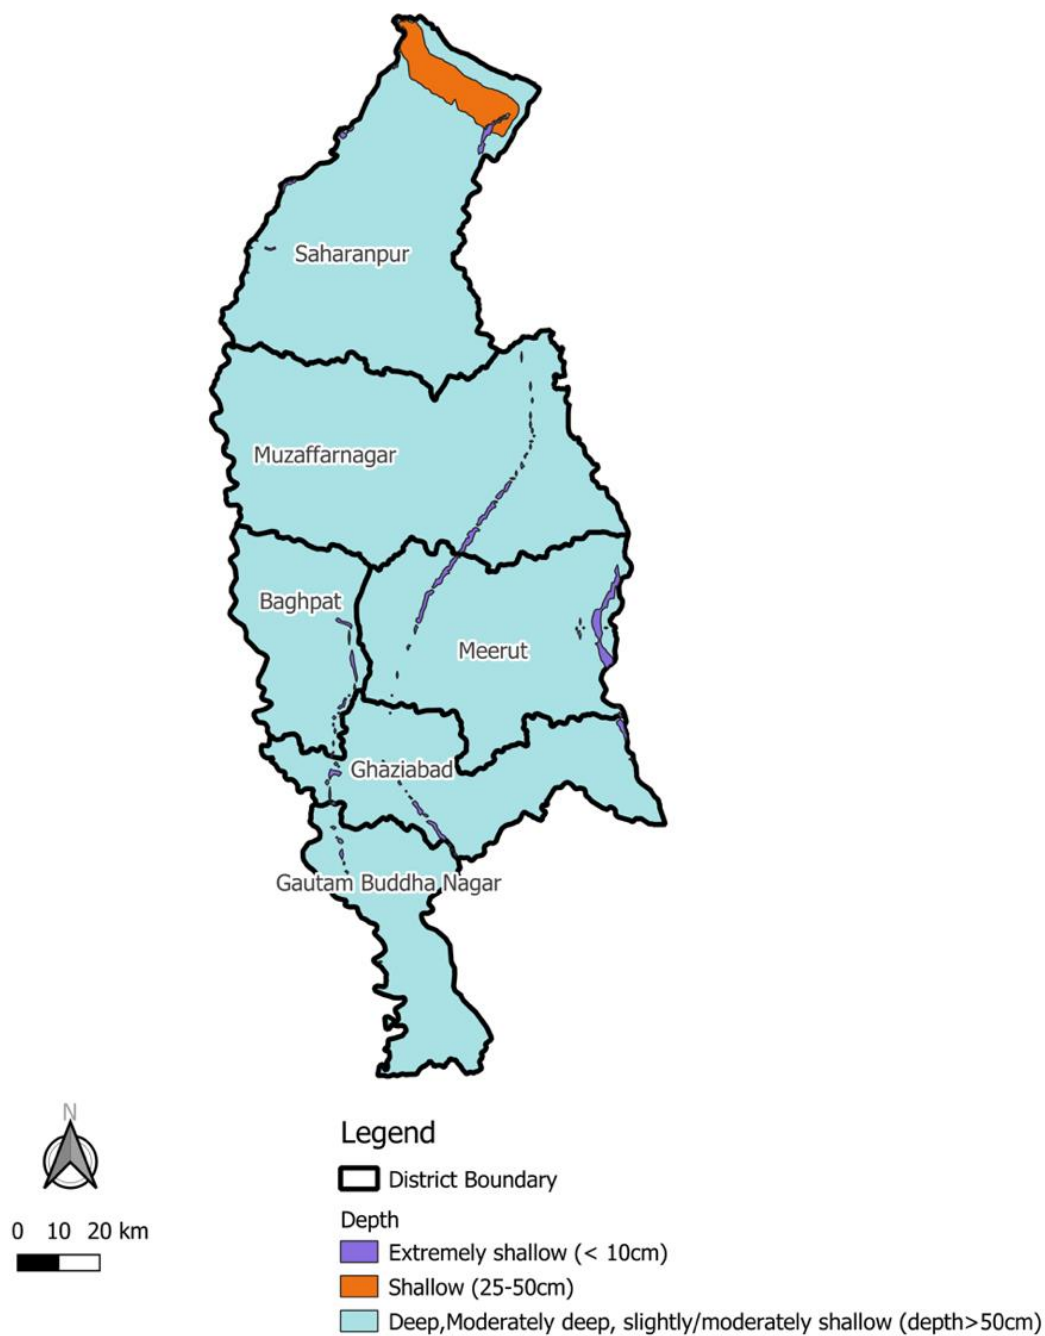 Saharanpur
Muzaffarnagar
Baghpat
Meerut
Ghaziabad
Gautam Buddha Nagar
N
0 10 20 km
Legend
District Boundary
Depth
Extremely shallow (< 10cm)
Shallow (25-50cm)
Deep,Moderately deep, slightly/moderately shallow (depth>50cm)